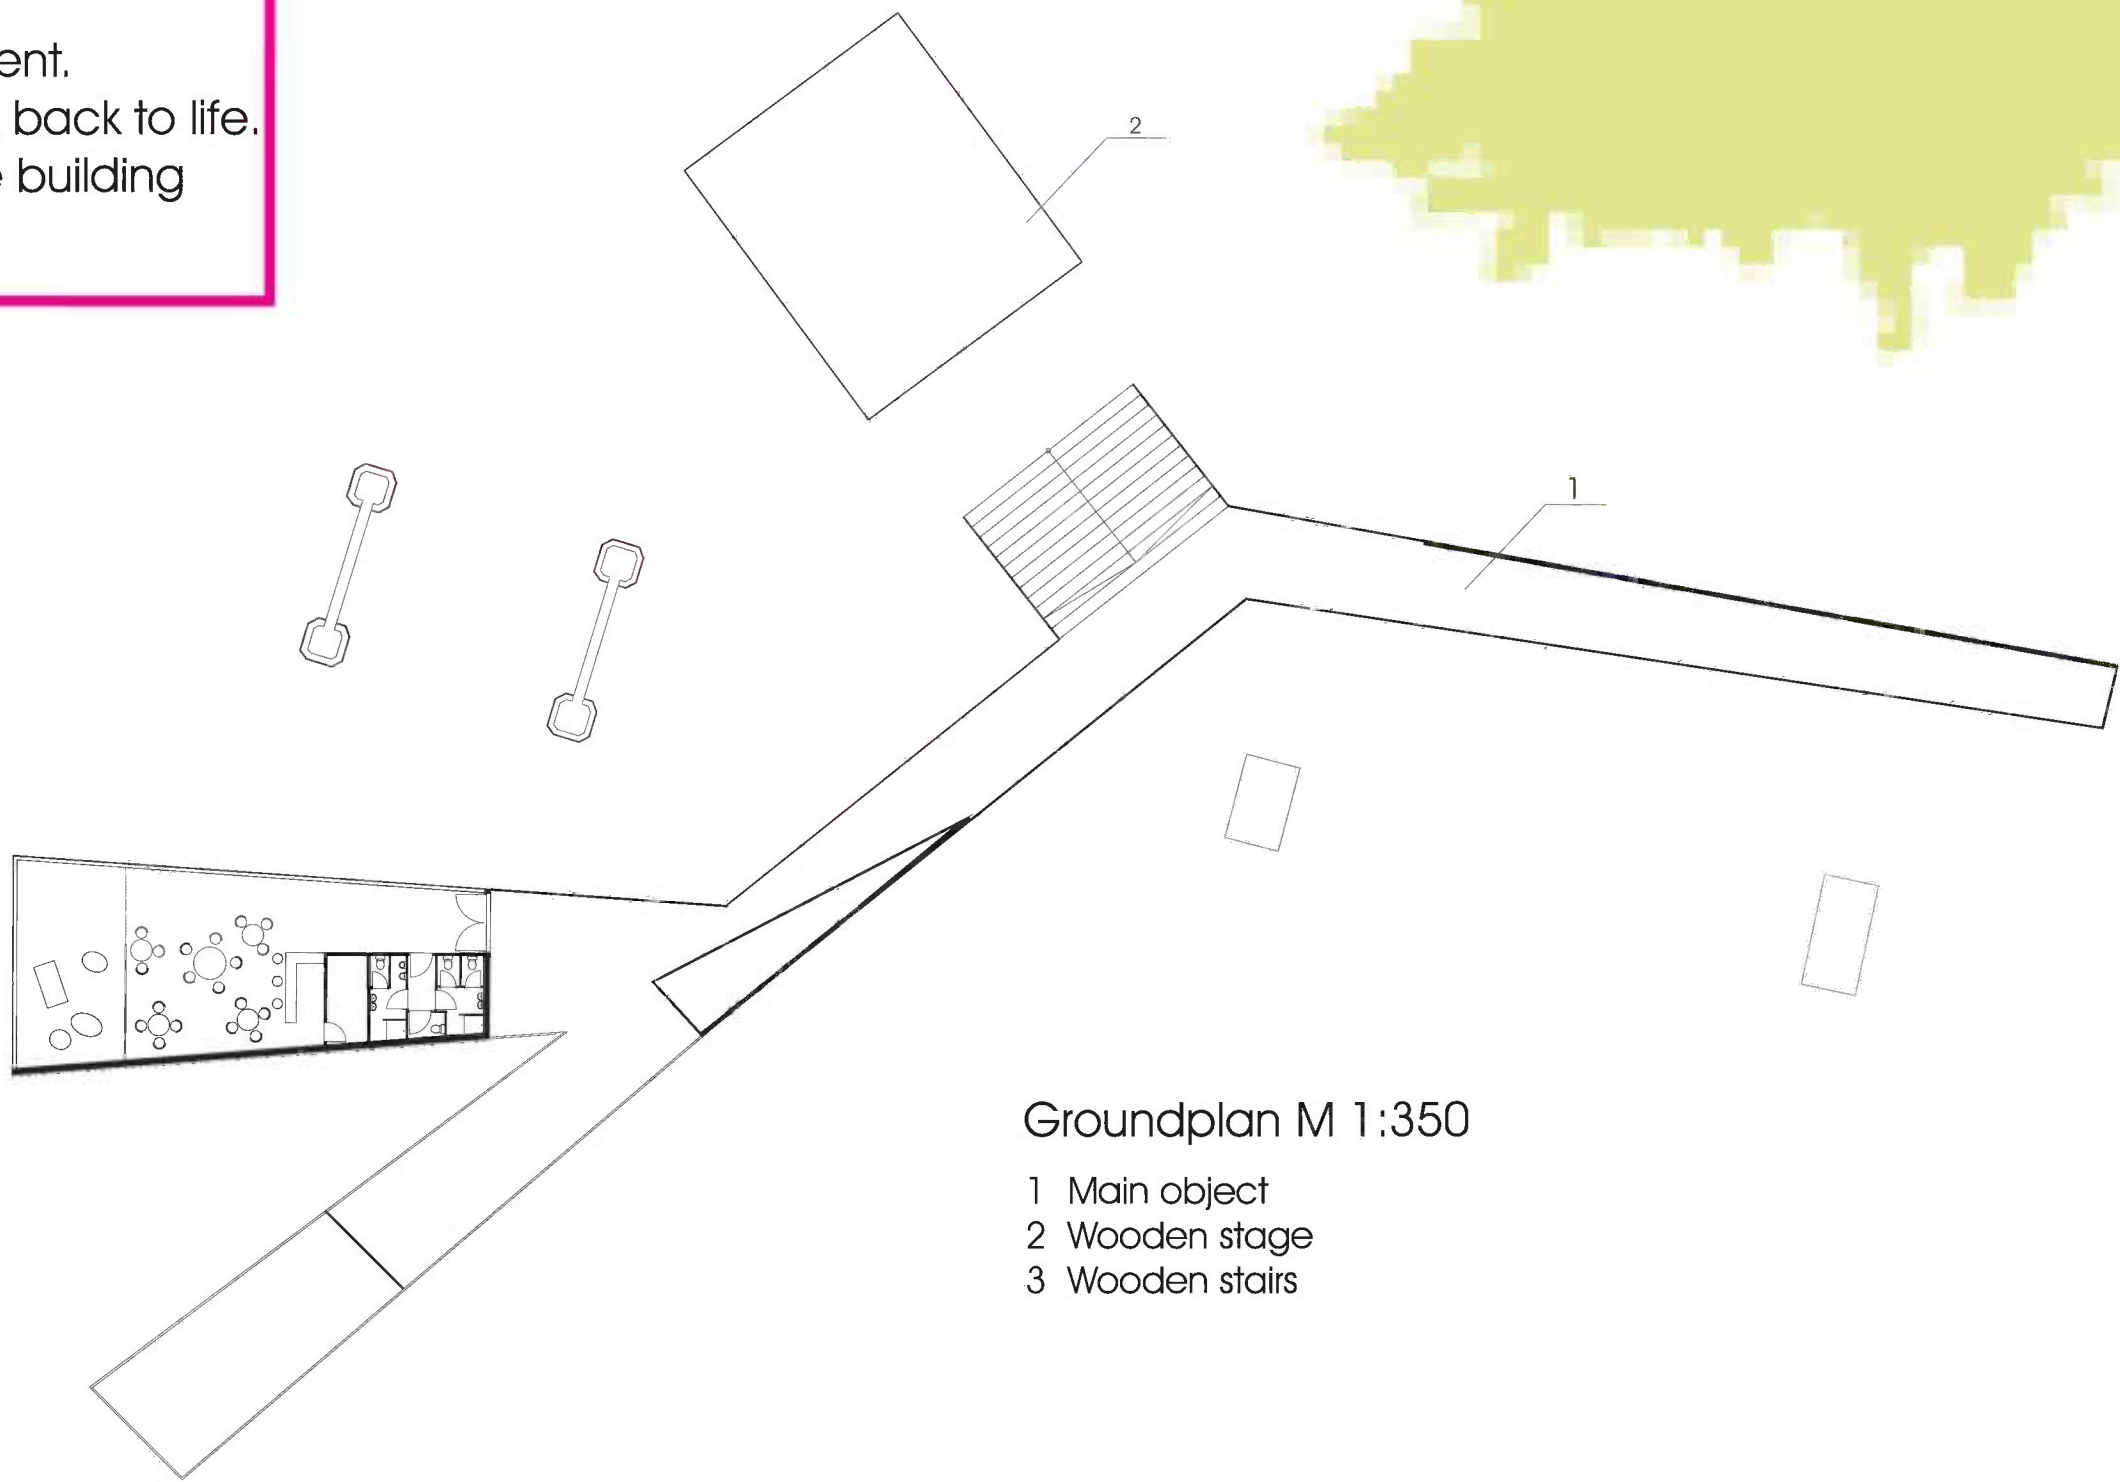 ent.
back to life.
building
2
1
Groundplan M 1:350
1 Main object
2 Wooden stage
3 Wooden stairs